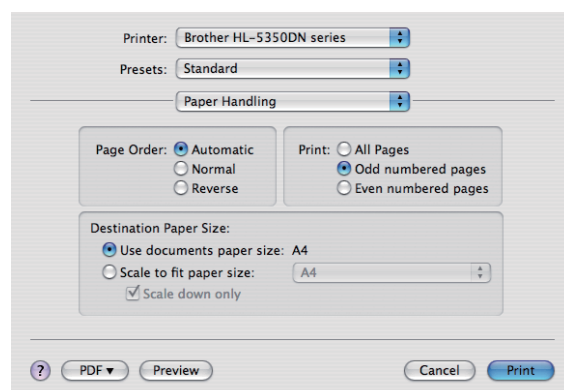 Printer: Brother HL-5350DN series
Presets: Standard
Paper Handling
Page Order: Automatic
Normal
Reverse
Print: All Pages
Odd numbered pages
Even numbered pages
Destination Paper Size:
Use documents paper size: A4
Scale to fit paper size: A4
Scale down only
? PDF▼ Preview Cancel Print